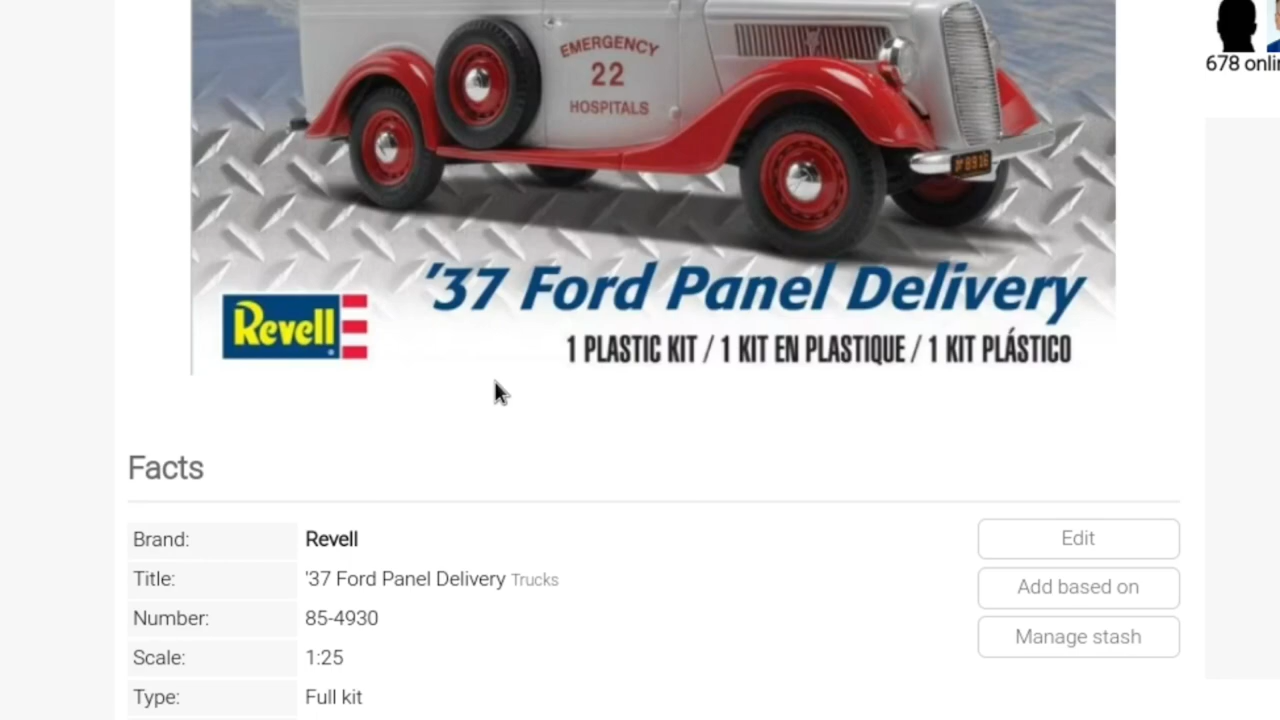 678 onlin
EMERGENCY
22
HOSPITALS
'37 Ford Panel Delivery
Revell
1 PLASTIC KIT / 1 KIT EN PLASTIQUE / 1 KIT PLÁSTICO
Facts
Brand: Revell
Edit
Title: '37 Ford Panel Delivery Trucks
Add based on
Number: 85-4930
Manage stash
Scale: 1:25
Type: Full kit